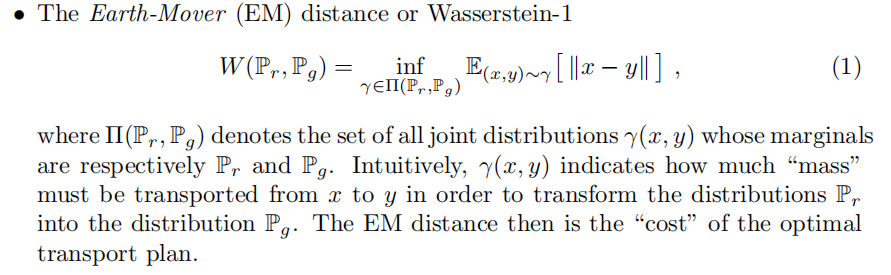 • The Earth-Mover (EM) distance or Wasserstein-1
W(ℙ_r, ℙ_g) = inf_{γ∈Π(ℙ_r,ℙ_g)} 𝔼_{(x,y)∼γ}[ ‖x − y‖ ] , (1)
where Π(ℙ_r, ℙ_g) denotes the set of all joint distributions γ(x, y) whose marginals
are respectively ℙ_r and ℙ_g. Intuitively, γ(x, y) indicates how much “mass”
must be transported from x to y in order to transform the distributions ℙ_r
into the distribution ℙ_g. The EM distance then is the “cost” of the optimal
transport plan.